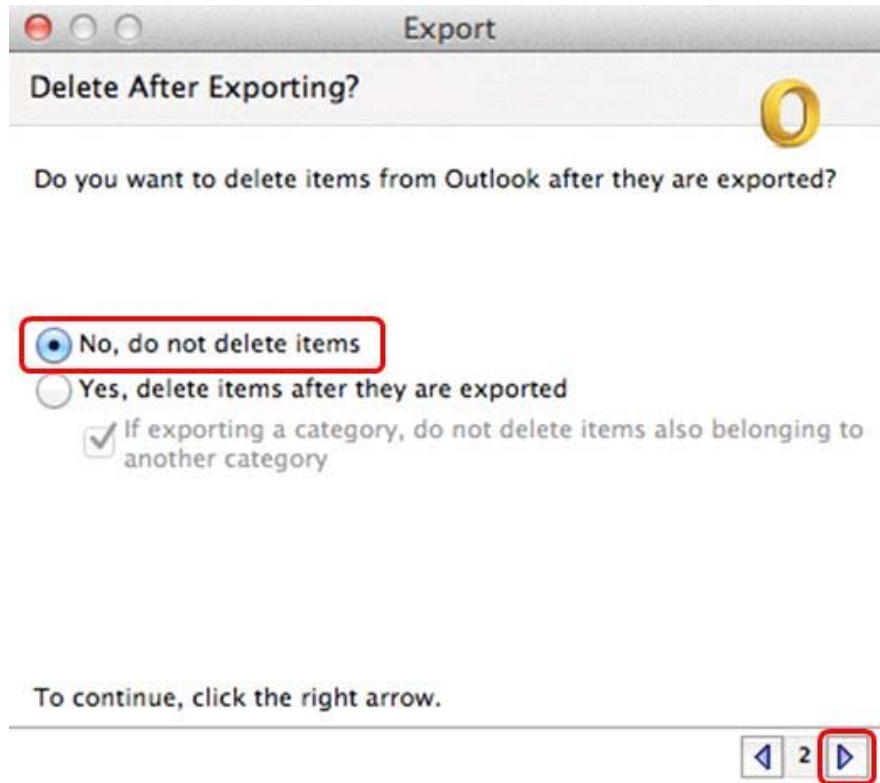 Export
Delete After Exporting?
Do you want to delete items from Outlook after they are exported?
No, do not delete items
Yes, delete items after they are exported
If exporting a category, do not delete items also belonging to
another category
To continue, click the right arrow.
2